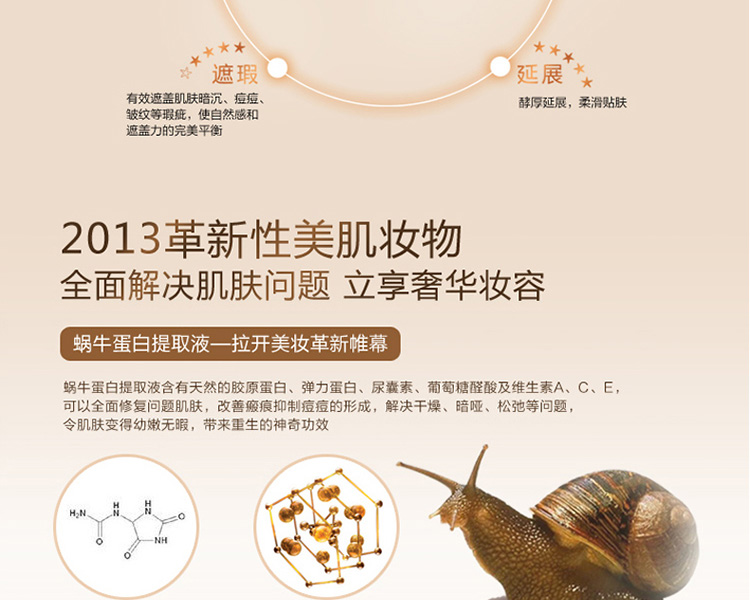 遮瑕
有效遮盖肌肤暗沉、痘痘、
皱纹等瑕疵，使自然感和
遮盖力的完美平衡
延展
酵厚延展，柔滑贴肤
2013革新性美肌妆物
全面解决肌肤问题 立享奢华妆容
蜗牛蛋白提取液—拉开美妆革新帷幕
蜗牛蛋白提取液含有天然的胶原蛋白、弹力蛋白、尿囊素、葡萄糖醛酸及维生素A、C、E，
可以全面修复问题肌肤，改善瘢痕抑制痘痘的形成，解决干燥、暗哑、松弛等问题，
令肌肤变得幼嫩无暇，带来重生的神奇功效
H₂N
O
H
N
H
N
O
NH
O